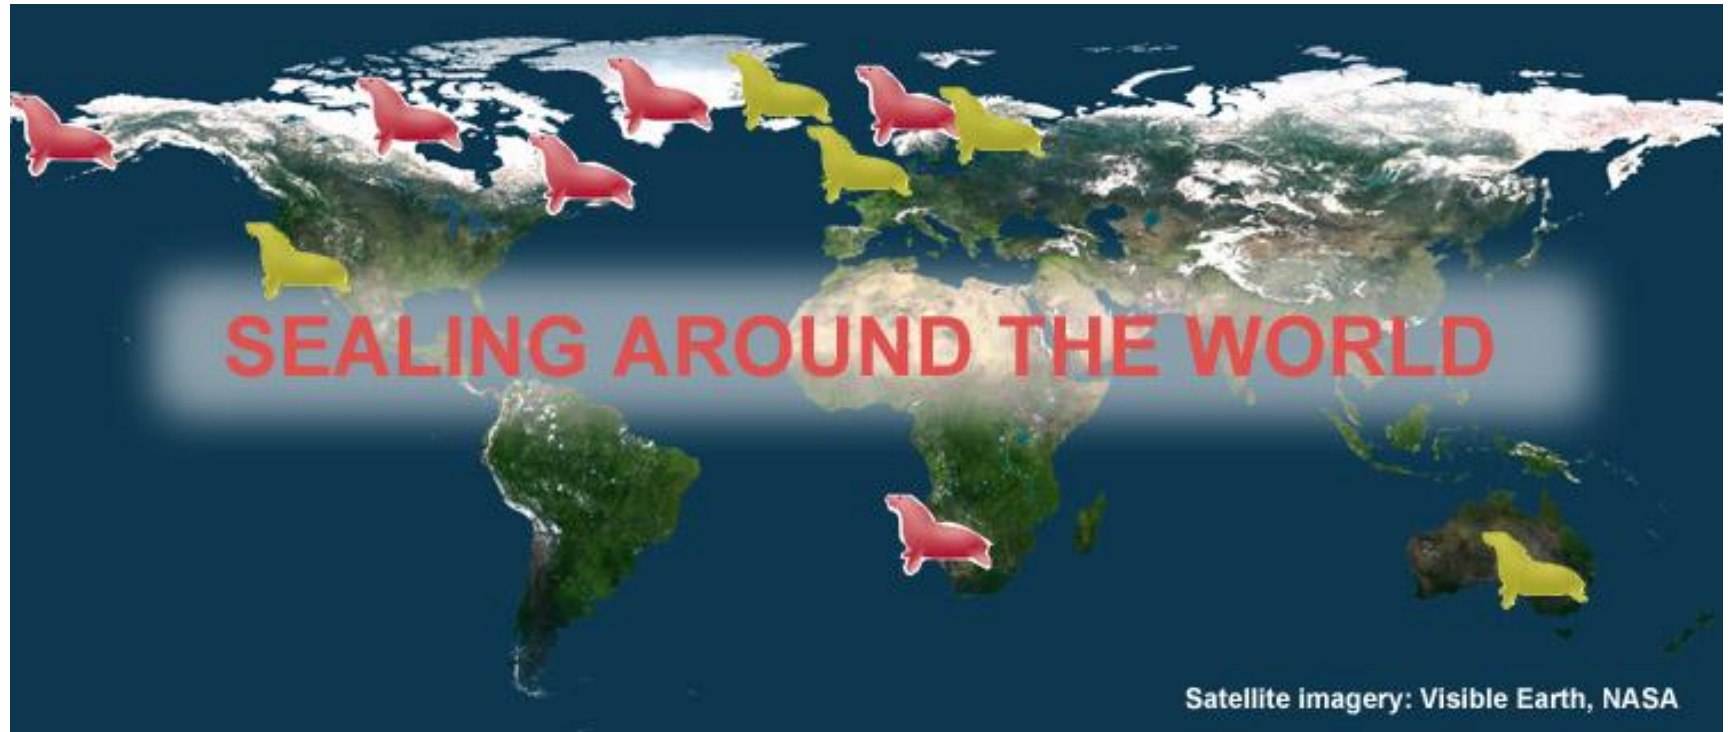 SEALING AROUND THE WORLD
Satellite imagery: Visible Earth, NASA